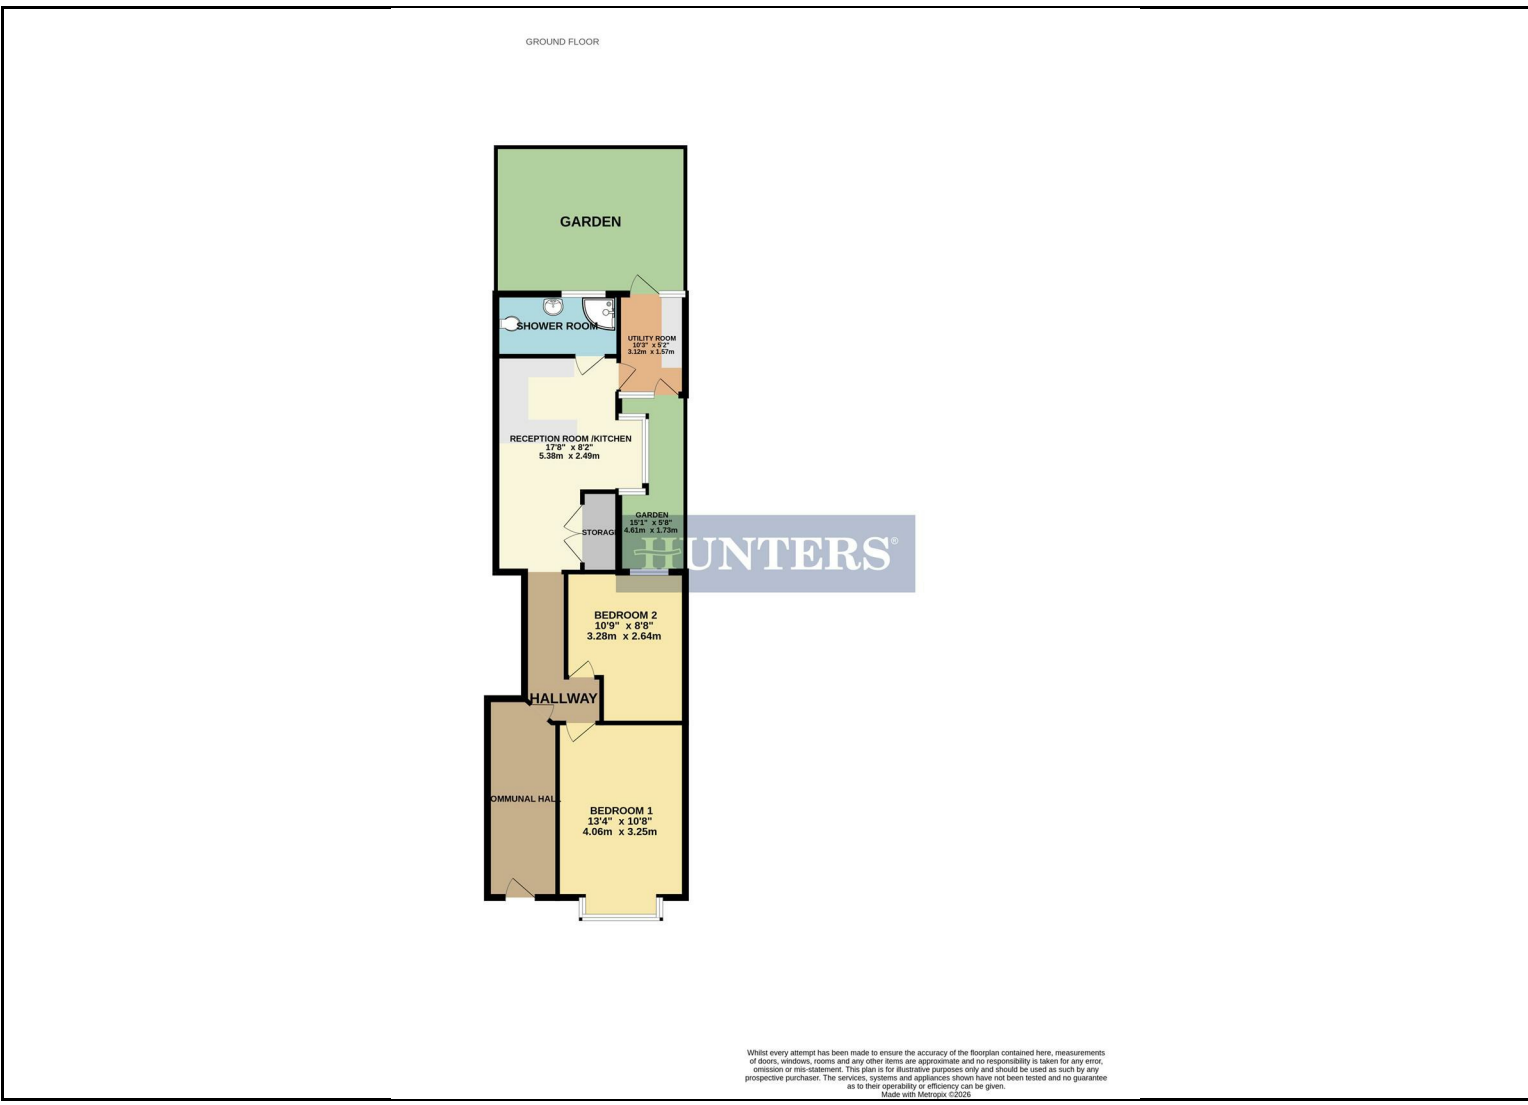 GROUND FLOOR
GARDEN
SHOWER ROOM
UTILITY ROOM
10'3" x 5'2"
3.12m x 1.57m
RECEPTION ROOM /KITCHEN
17'8" x 8'2"
5.38m x 2.49m
STORAGE
GARDEN
15'1" x 5'8"
4.61m x 1.73m
HUNTERS®
BEDROOM 2
10'9" x 8'8"
3.28m x 2.64m
HALLWAY
OMMUNAL HAL
BEDROOM 1
13'4" x 10'8"
4.06m x 3.25m
Whilst every attempt has been made to ensure the accuracy of the floorplan contained here, measurements
of doors, windows, rooms and any other items are approximate and no responsibility is taken for any error,
omission or mis-statement. This plan is for illustrative purposes only and should be used as such by any
prospective purchaser. The services, systems and appliances shown have not been tested and no guarantee
as to their operability or efficiency can be given.
Made with Metropix ©2026